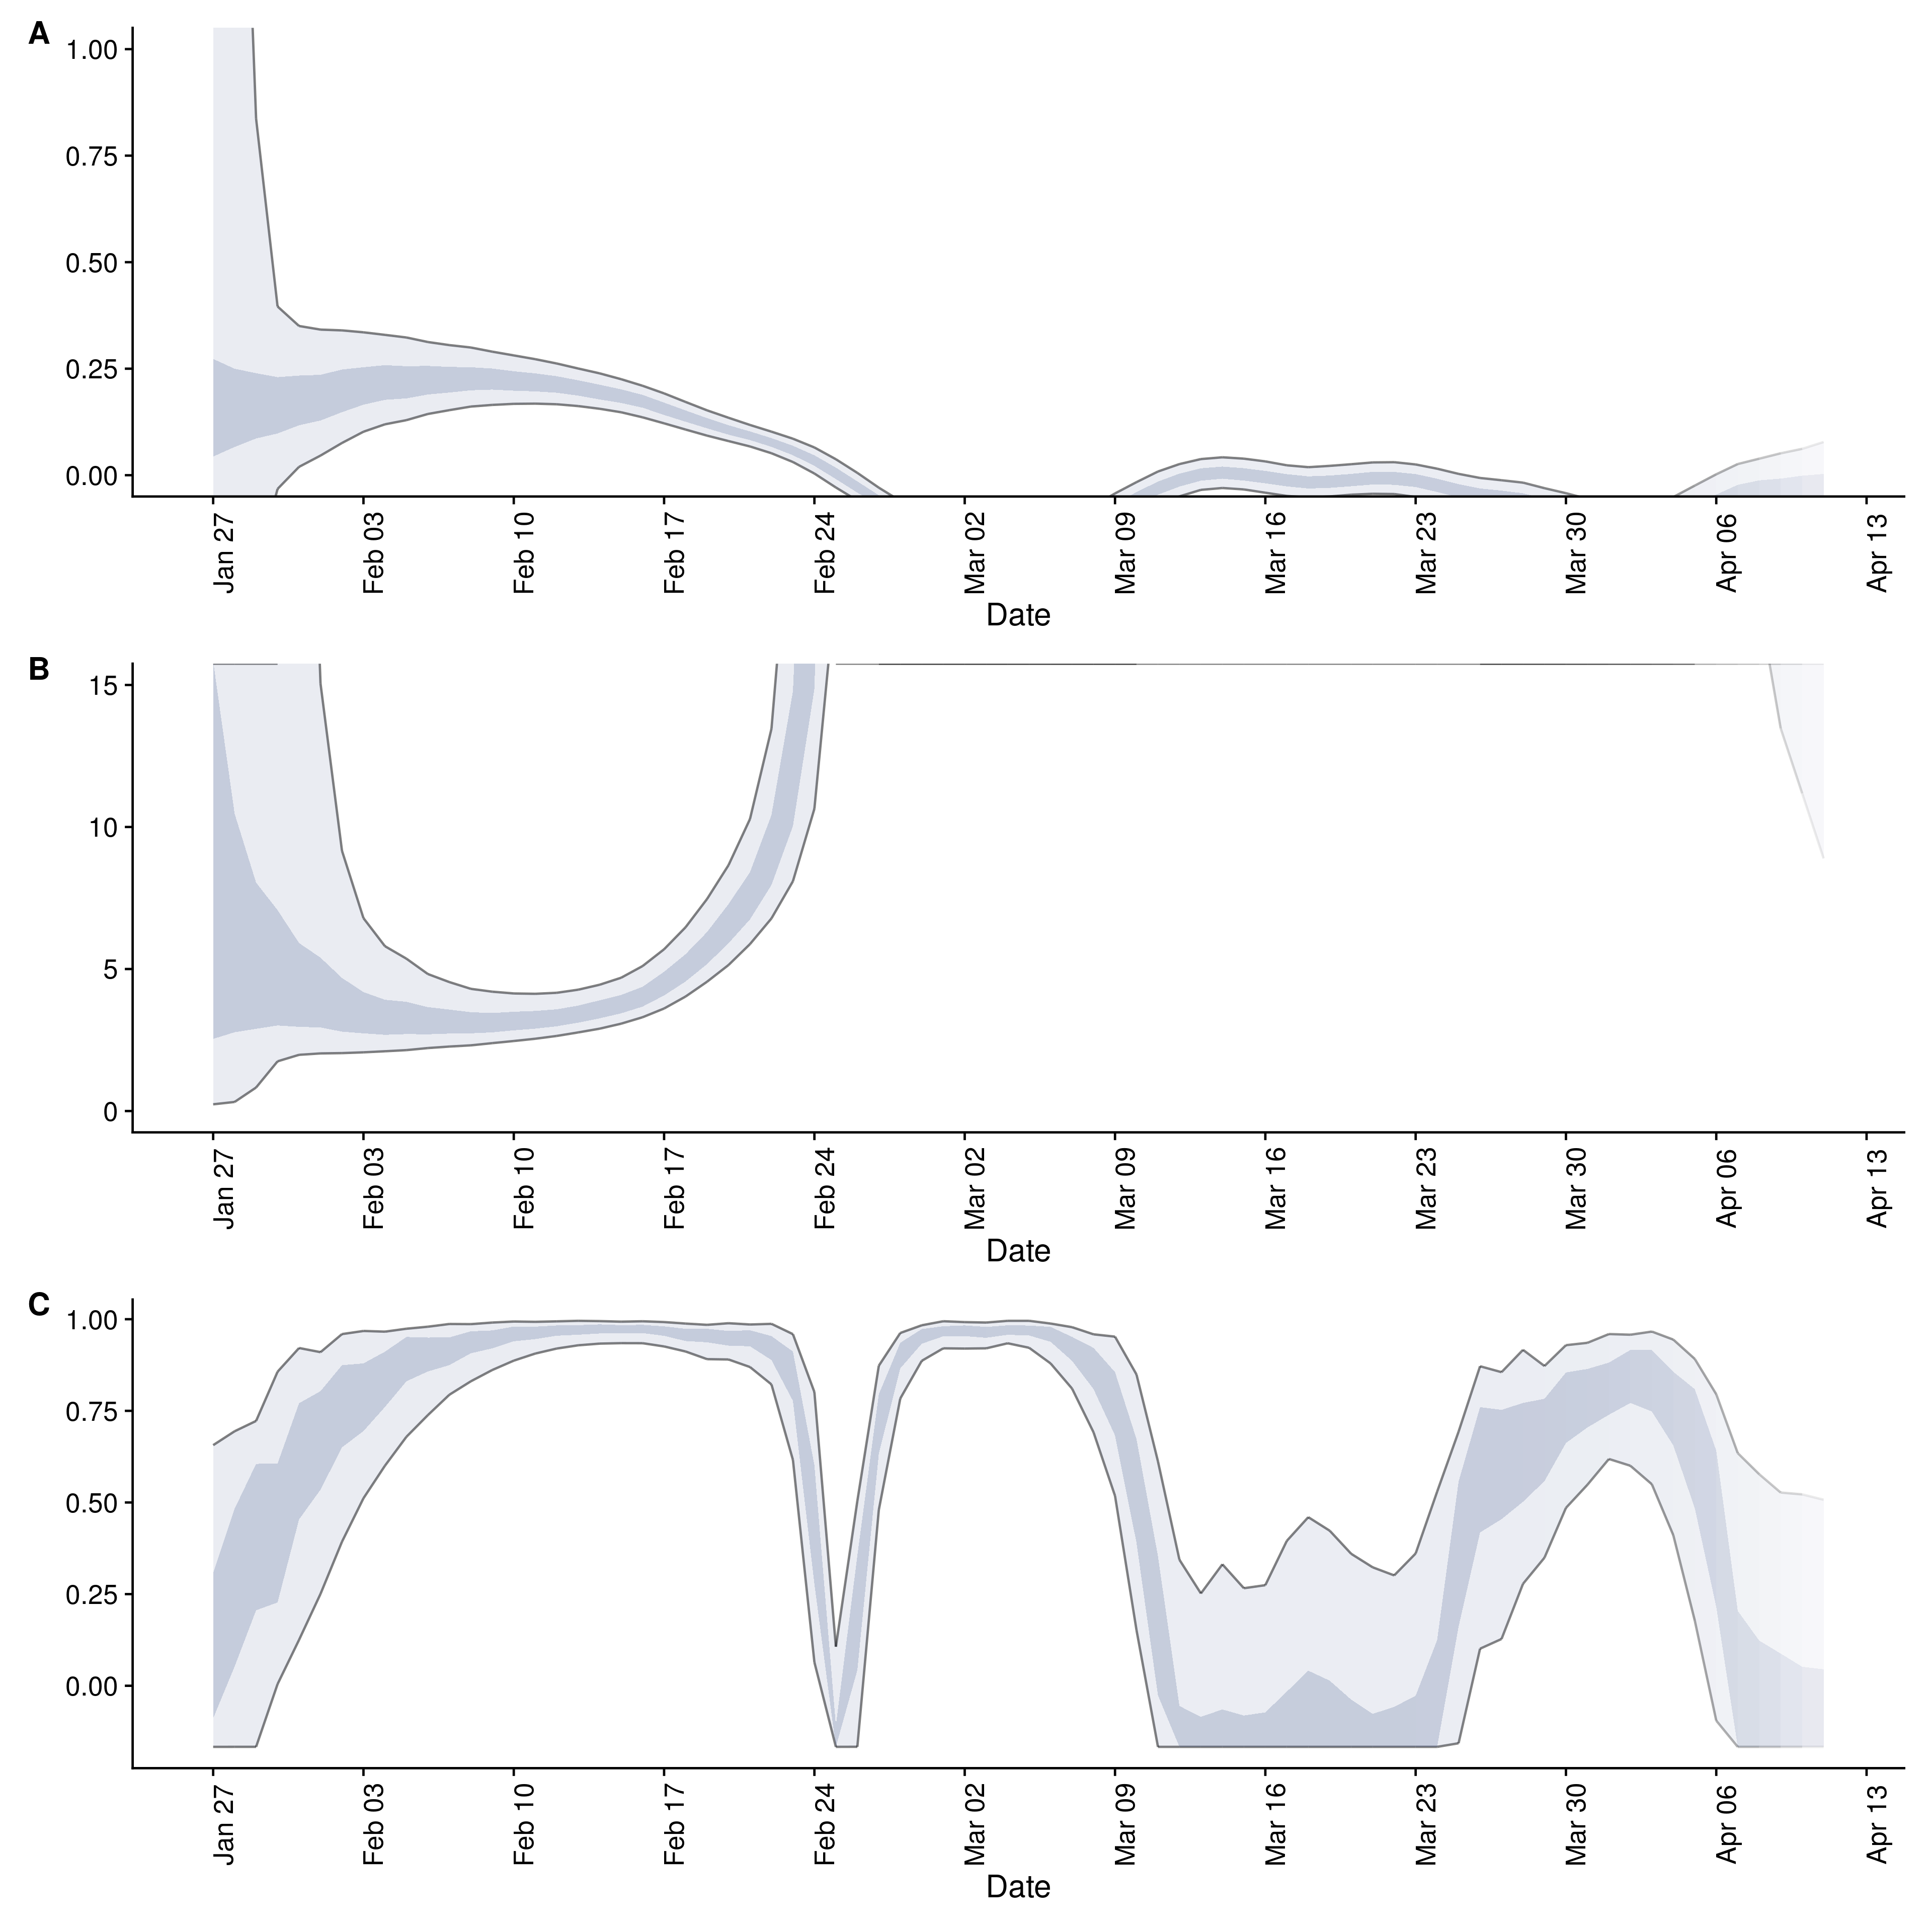 A
1.00
0.75
0.50
0.25
0.00
Jan 27
Feb 03
Feb 10
Feb 17
Feb 24
Mar 02
Mar 09
Mar 16
Mar 23
Mar 30
Apr 06
Apr 13
Date
B
15
10
5
0
Jan 27
Feb 03
Feb 10
Feb 17
Feb 24
Mar 02
Mar 09
Mar 16
Mar 23
Mar 30
Apr 06
Apr 13
Date
C
1.00
0.75
0.50
0.25
0.00
Jan 27
Feb 03
Feb 10
Feb 17
Feb 24
Mar 02
Mar 09
Mar 16
Mar 23
Mar 30
Apr 06
Apr 13
Date